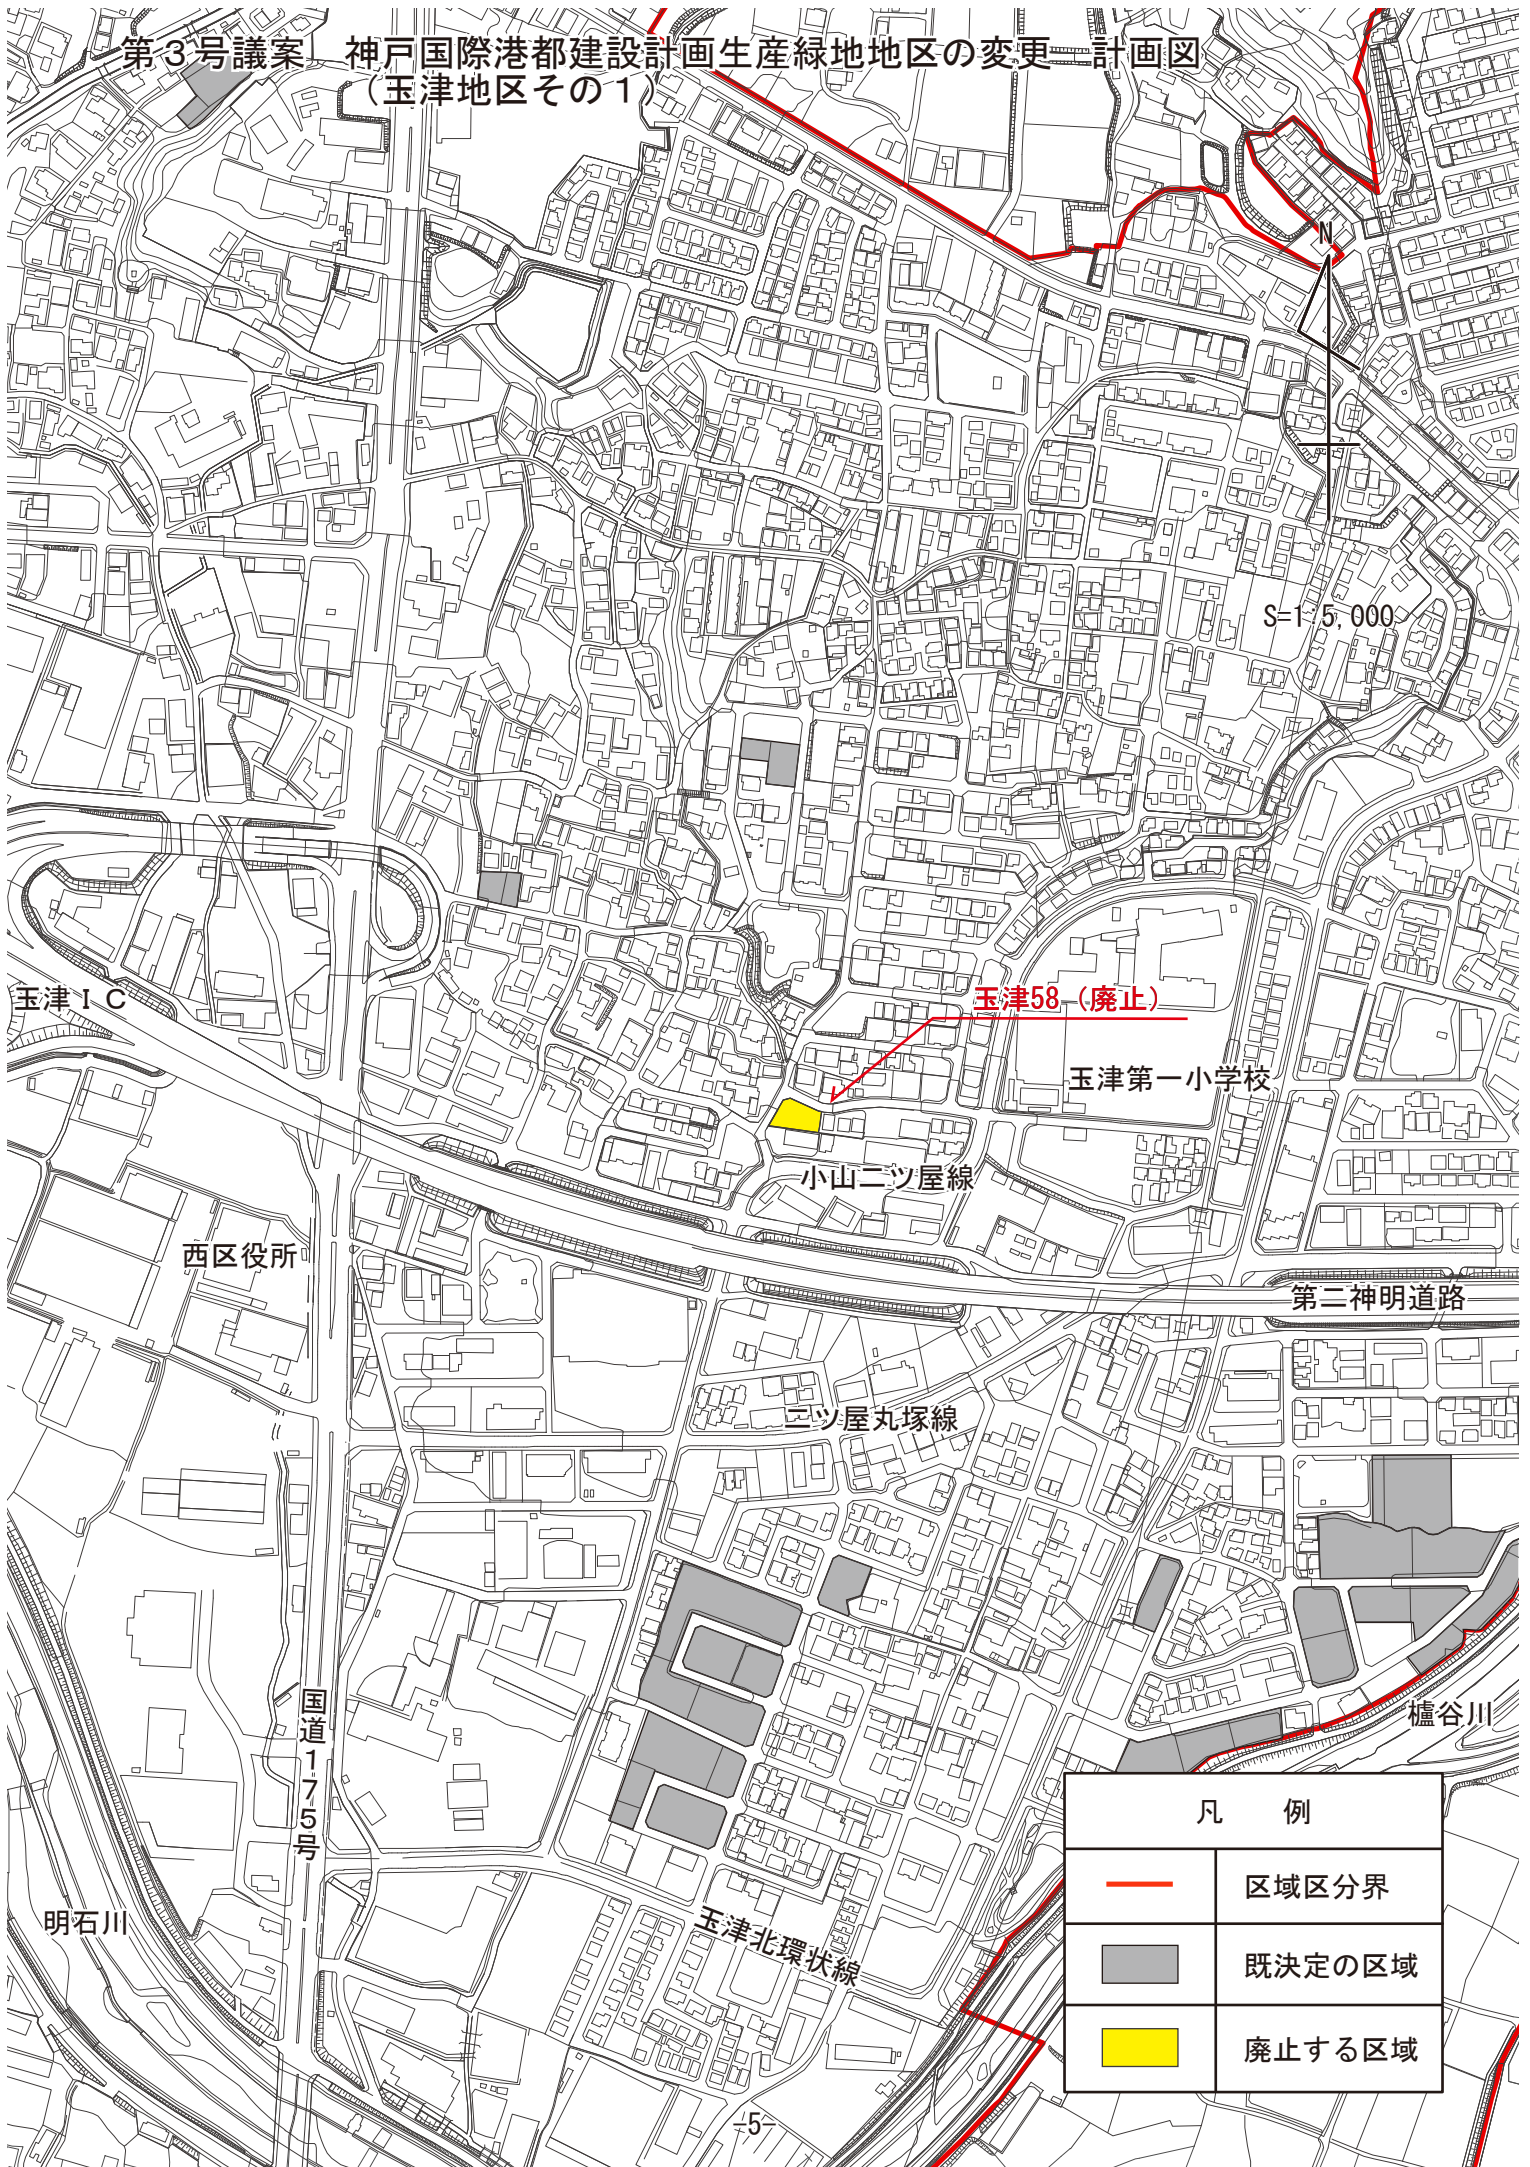 第３号議案　神戸国際港都建設計画生産緑地地区の変更　計画図
（玉津地区その１）
N
S=1:5,000
玉津ＩＣ
玉津58（廃止）
玉津第一小学校
小山二ツ屋線
西区役所
第二神明道路
二ツ屋丸塚線
国道１７５号
櫨谷川
明石川
玉津北環状線
凡　例
区域区分界
既決定の区域
廃止する区域
-5-